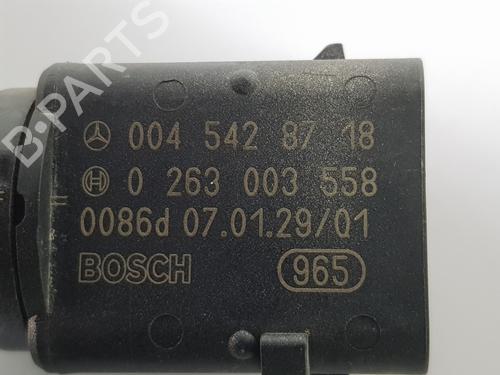 004 542 87 18
0 263 003 558
0086d 07.01.29/01
BOSCH 965
B-PARTS